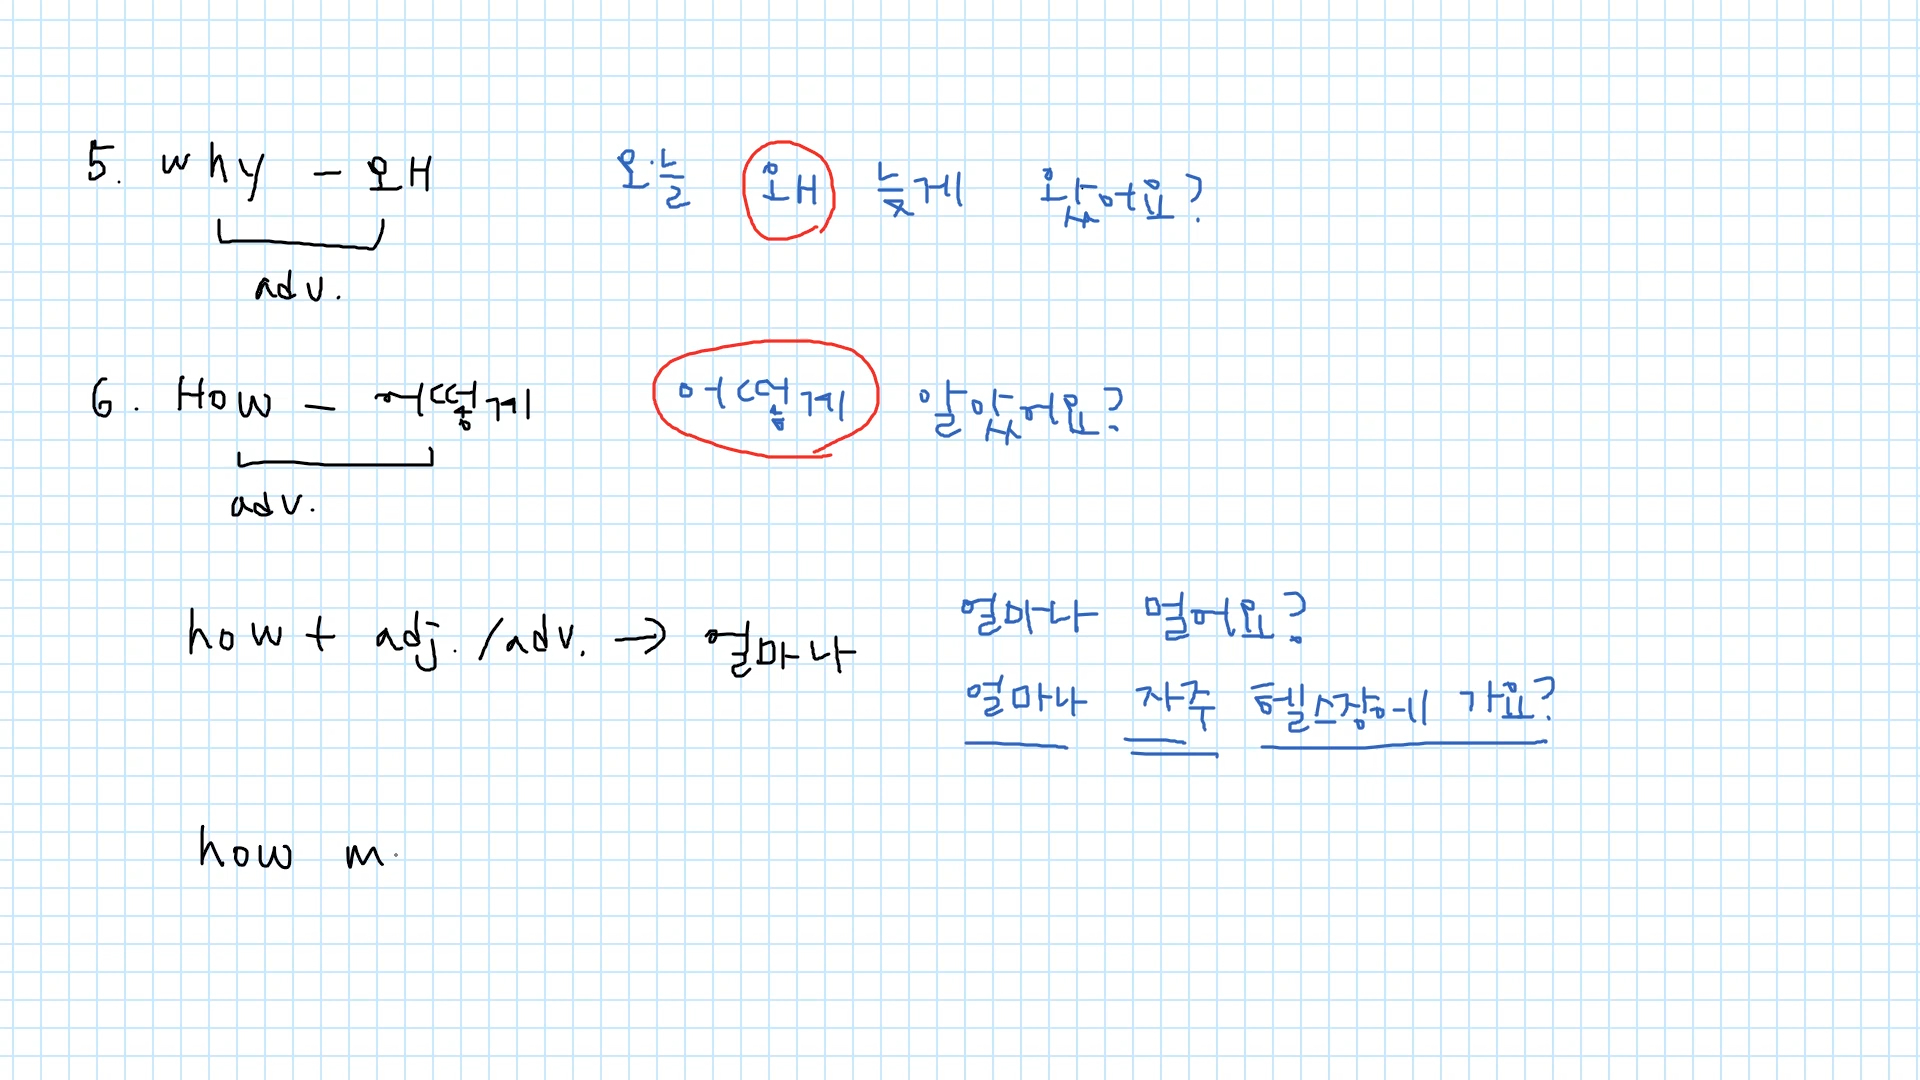 5. why - 왜 오늘 왜 늦게 왔어요?
adv.
6. How - 어떻게 어떻게 알았어요?
adv.
how + adj. / adv. → 얼마나 얼마나 멀어요?
얼마나 자주 헬스장에 가요?
how m